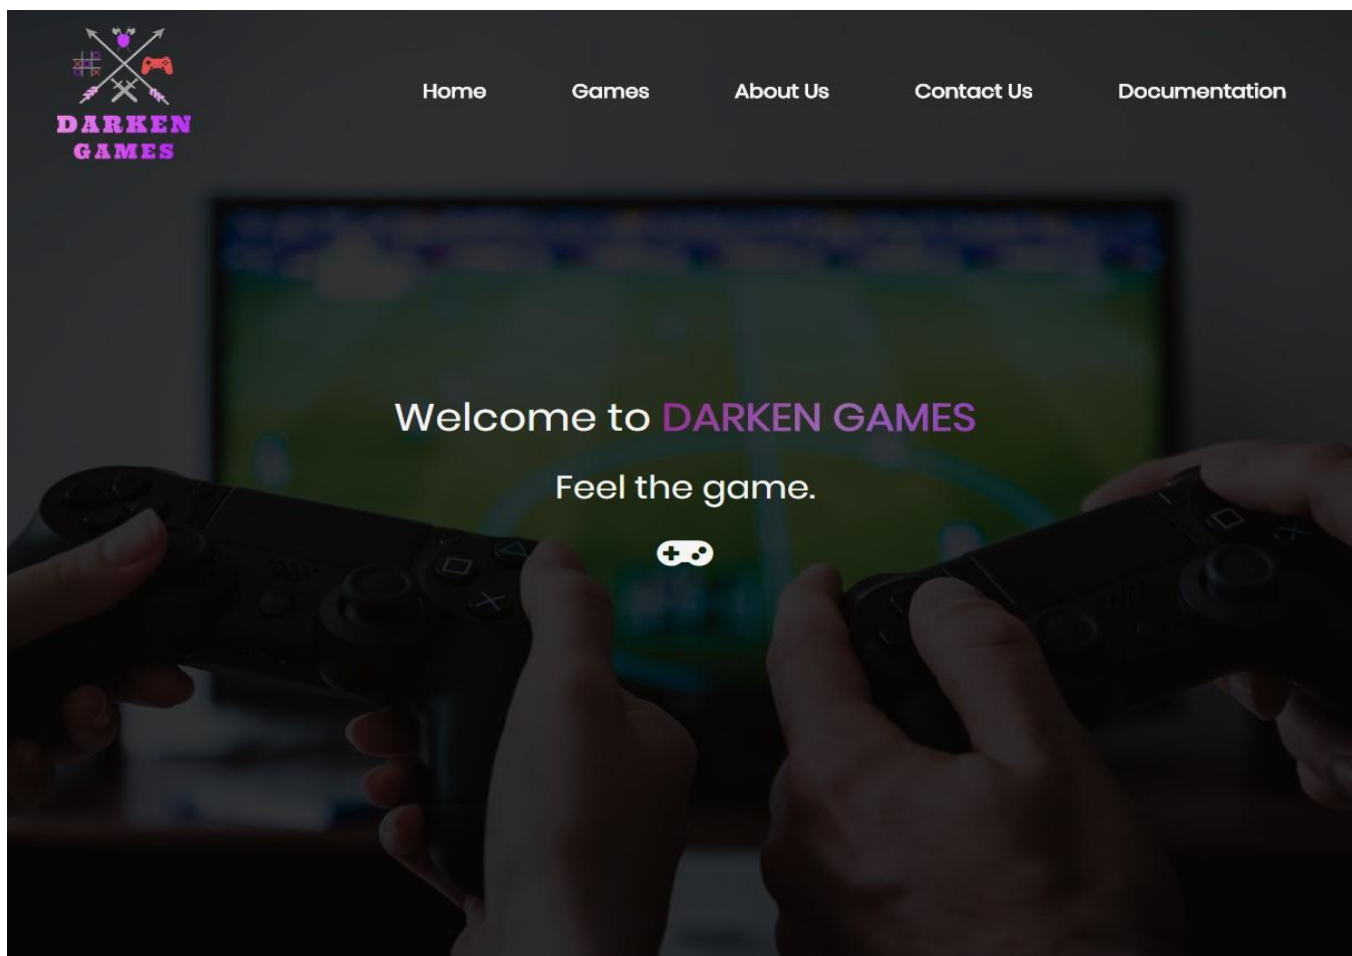 DARKEN
GAMES
Home Games About Us Contact Us Documentation
Welcome to DARKEN GAMES
Feel the game.